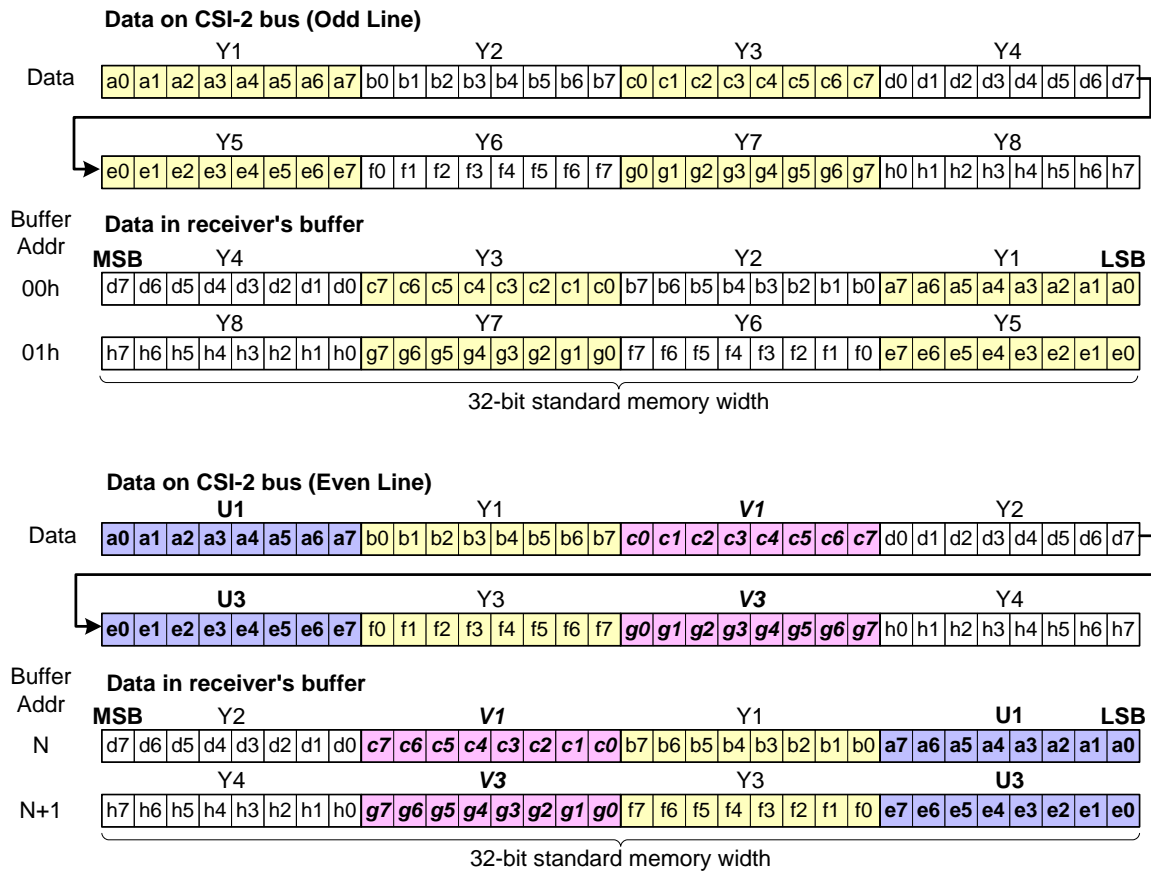 Data on CSI-2 bus (Odd Line)
Y1 Y2 Y3 Y4
Data a0 a1 a2 a3 a4 a5 a6 a7 b0 b1 b2 b3 b4 b5 b6 b7 c0 c1 c2 c3 c4 c5 c6 c7 d0 d1 d2 d3 d4 d5 d6 d7
Y5 Y6 Y7 Y8
e0 e1 e2 e3 e4 e5 e6 e7 f0 f1 f2 f3 f4 f5 f6 f7 g0 g1 g2 g3 g4 g5 g6 g7 h0 h1 h2 h3 h4 h5 h6 h7
Buffer Addr
Data in receiver's buffer
MSB Y4 Y3 Y2 Y1 LSB
00h d7 d6 d5 d4 d3 d2 d1 d0 c7 c6 c5 c4 c3 c2 c1 c0 b7 b6 b5 b4 b3 b2 b1 b0 a7 a6 a5 a4 a3 a2 a1 a0
Y8 Y7 Y6 Y5
01h h7 h6 h5 h4 h3 h2 h1 h0 g7 g6 g5 g4 g3 g2 g1 g0 f7 f6 f5 f4 f3 f2 f1 f0 e7 e6 e5 e4 e3 e2 e1 e0
32-bit standard memory width
Data on CSI-2 bus (Even Line)
U1 Y1 V1 Y2
Data a0 a1 a2 a3 a4 a5 a6 a7 b0 b1 b2 b3 b4 b5 b6 b7 c0 c1 c2 c3 c4 c5 c6 c7 d0 d1 d2 d3 d4 d5 d6 d7
U3 Y3 V3 Y4
e0 e1 e2 e3 e4 e5 e6 e7 f0 f1 f2 f3 f4 f5 f6 f7 g0 g1 g2 g3 g4 g5 g6 g7 h0 h1 h2 h3 h4 h5 h6 h7
Buffer Addr
Data in receiver's buffer
MSB Y2 V1 Y1 U1 LSB
N d7 d6 d5 d4 d3 d2 d1 d0 c7 c6 c5 c4 c3 c2 c1 c0 b7 b6 b5 b4 b3 b2 b1 b0 a7 a6 a5 a4 a3 a2 a1 a0
Y4 V3 Y3 U3
N+1 h7 h6 h5 h4 h3 h2 h1 h0 g7 g6 g5 g4 g3 g2 g1 g0 f7 f6 f5 f4 f3 f2 f1 f0 e7 e6 e5 e4 e3 e2 e1 e0
32-bit standard memory width